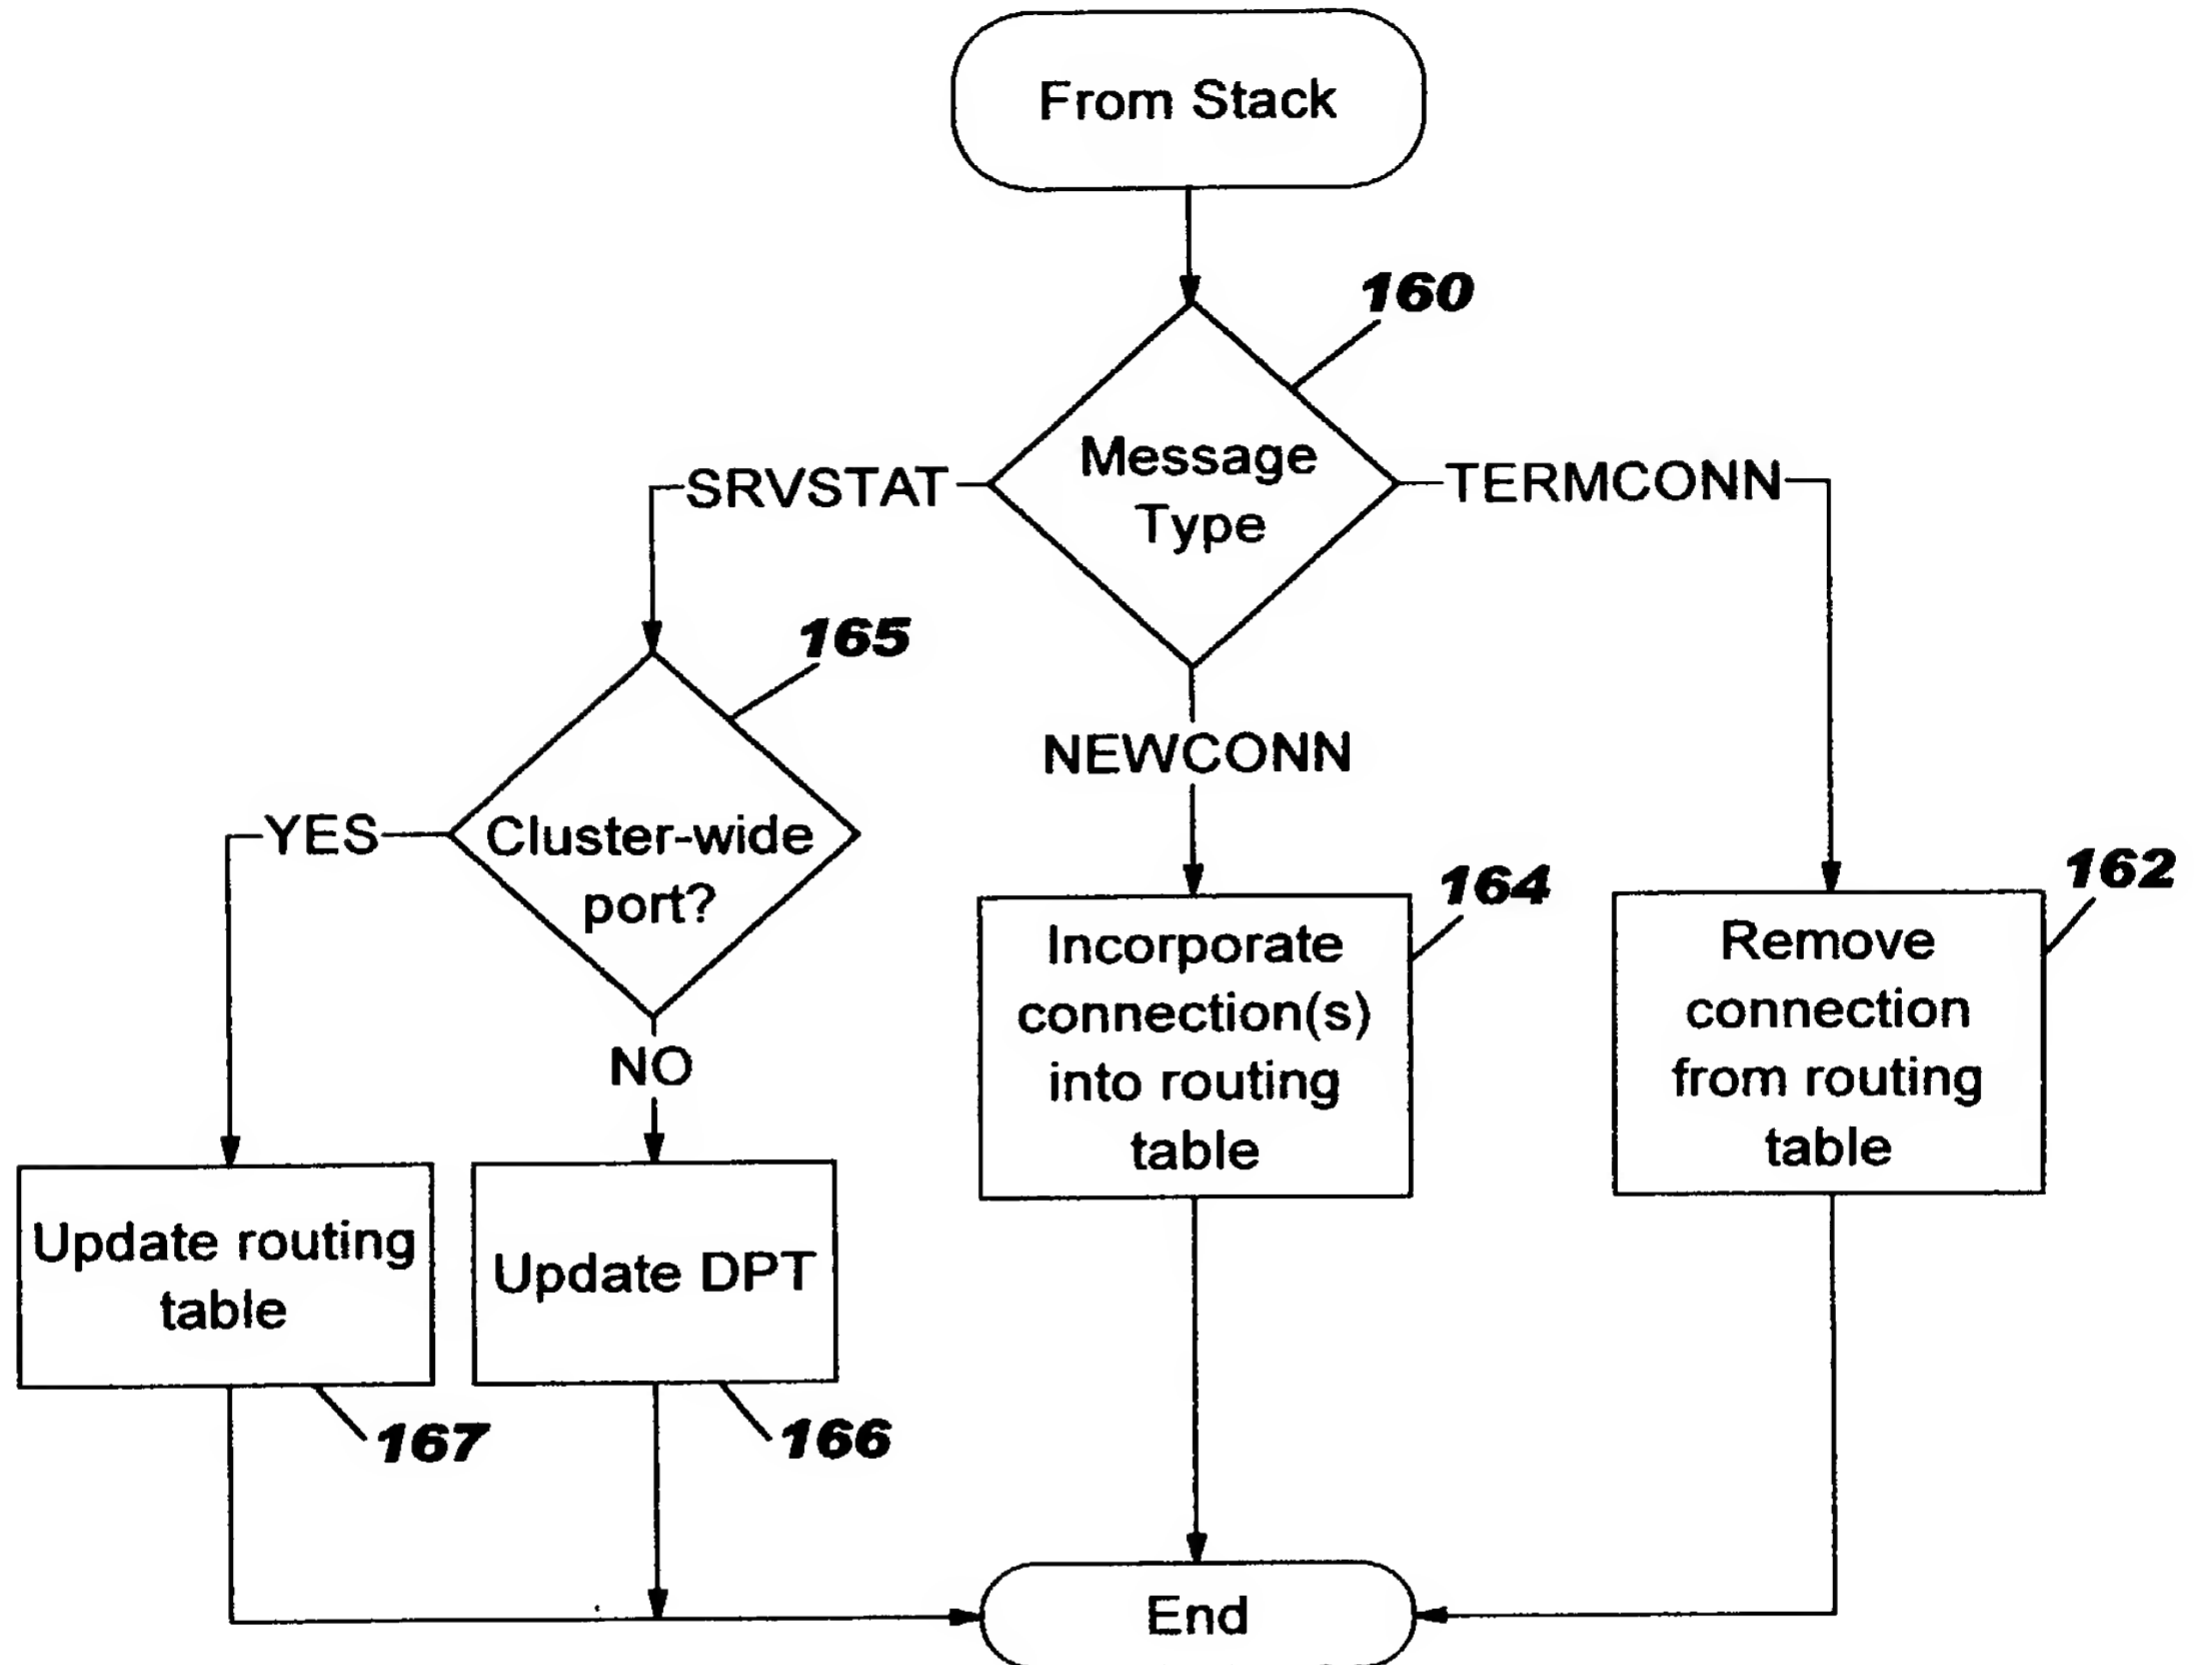 From Stack
160
Message
Type
SRVSTAT
TERMCONN
165
NEWCONN
YES
Cluster-wide
port?
164
162
Incorporate
connection(s)
into routing
table
Remove
connection
from routing
table
NO
Update routing
table
Update DPT
167
166
End